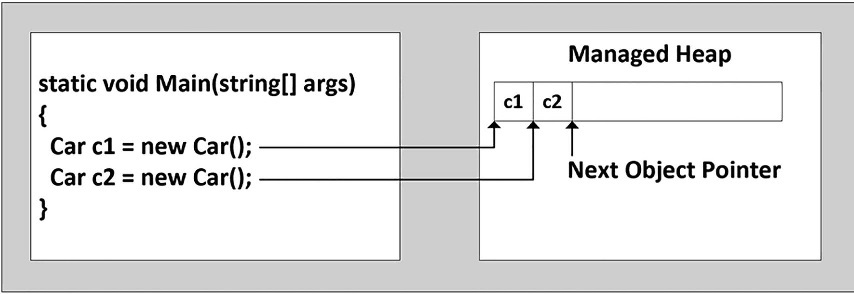 static void Main(string[] args)
{
Car c1 = new Car();
Car c2 = new Car();
}
Managed Heap
c1 c2
Next Object Pointer